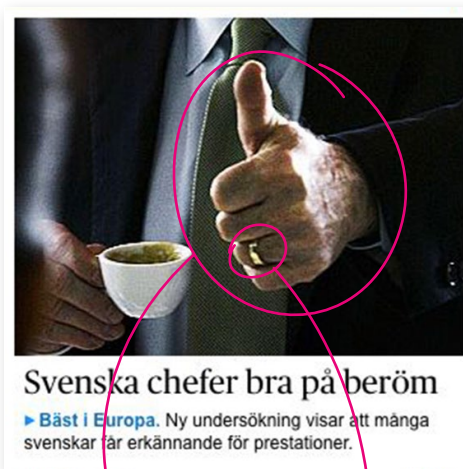 Svenska chefer bra på beröm
▸ Bäst i Europa. Ny undersökning visar att många
svenskar får erkännande för prestationer.